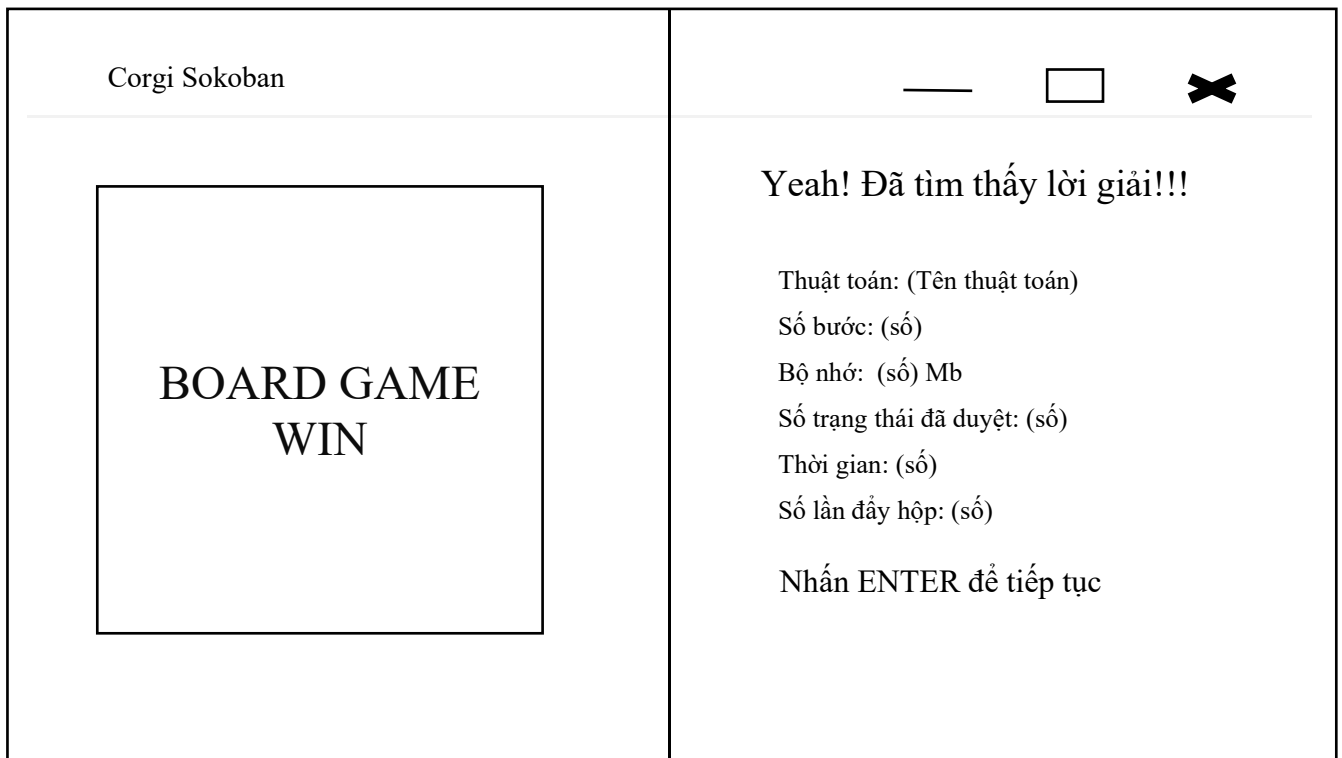 Corgi Sokoban
BOARD GAME
WIN
Yeah! Đã tìm thấy lời giải!!!
Thuật toán: (Tên thuật toán)
Số bước: (số)
Bộ nhớ:  (số) Mb
Số trạng thái đã duyệt: (số)
Thời gian: (số)
Số lần đẩy hộp: (số)
Nhấn ENTER để tiếp tục